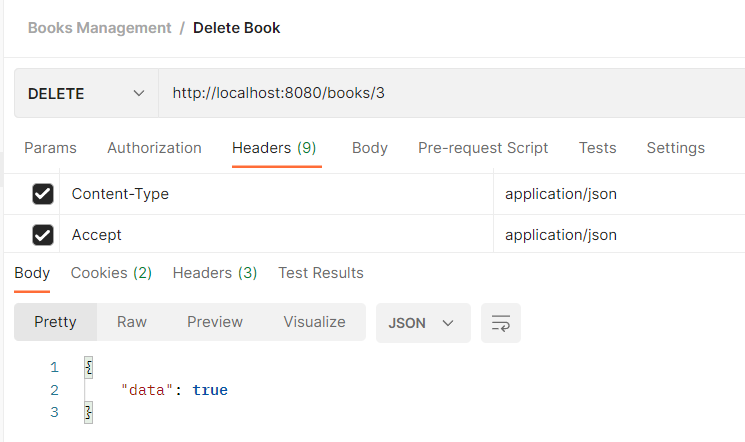 Books Management / Delete Book
DELETE http://localhost:8080/books/3
Params Authorization Headers (9) Body Pre-request Script Tests Settings
Content-Type application/json
Accept application/json
Body Cookies (2) Headers (3) Test Results
Pretty Raw Preview Visualize JSON
1 {
2 "data": true
3 }